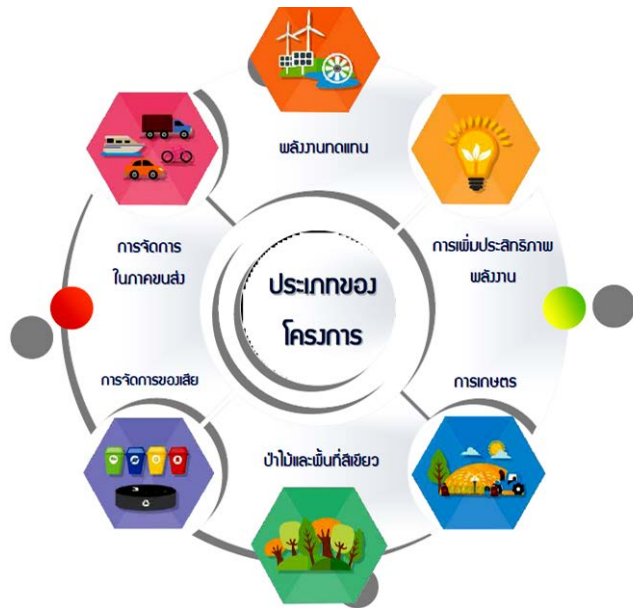 พลังงานทดแทน
การจัดการ
ในภาคขนส่ง
การเพิ่มประสิทธิภาพ
พลังงาน
ประเภทของ
โครงการ
การจัดการของเสีย
การเกษตร
ป่าไม้และพื้นที่สีเขียว